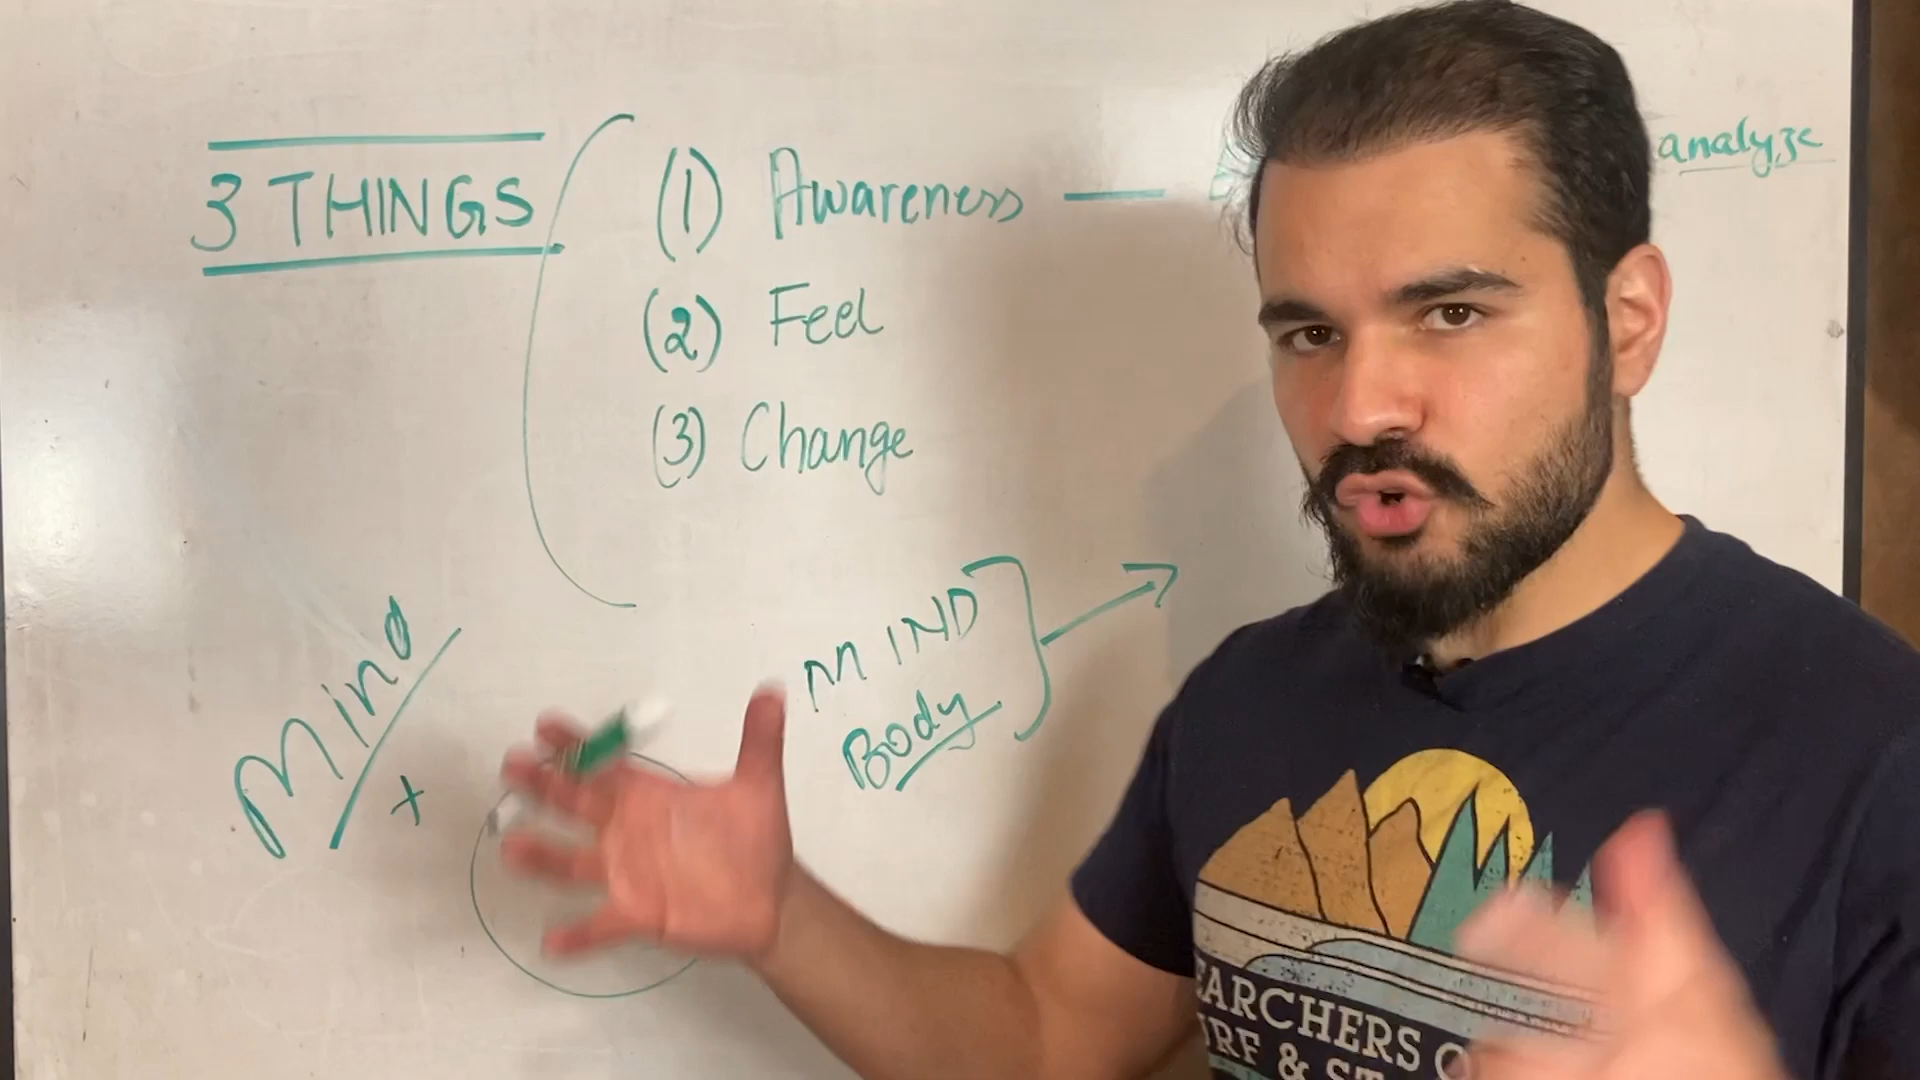 3 THINGS
(1) Awareness — analyze
(2) Feel
(3) Change
Mind
+
MIND
Body
EARCHERS O
RF & ST